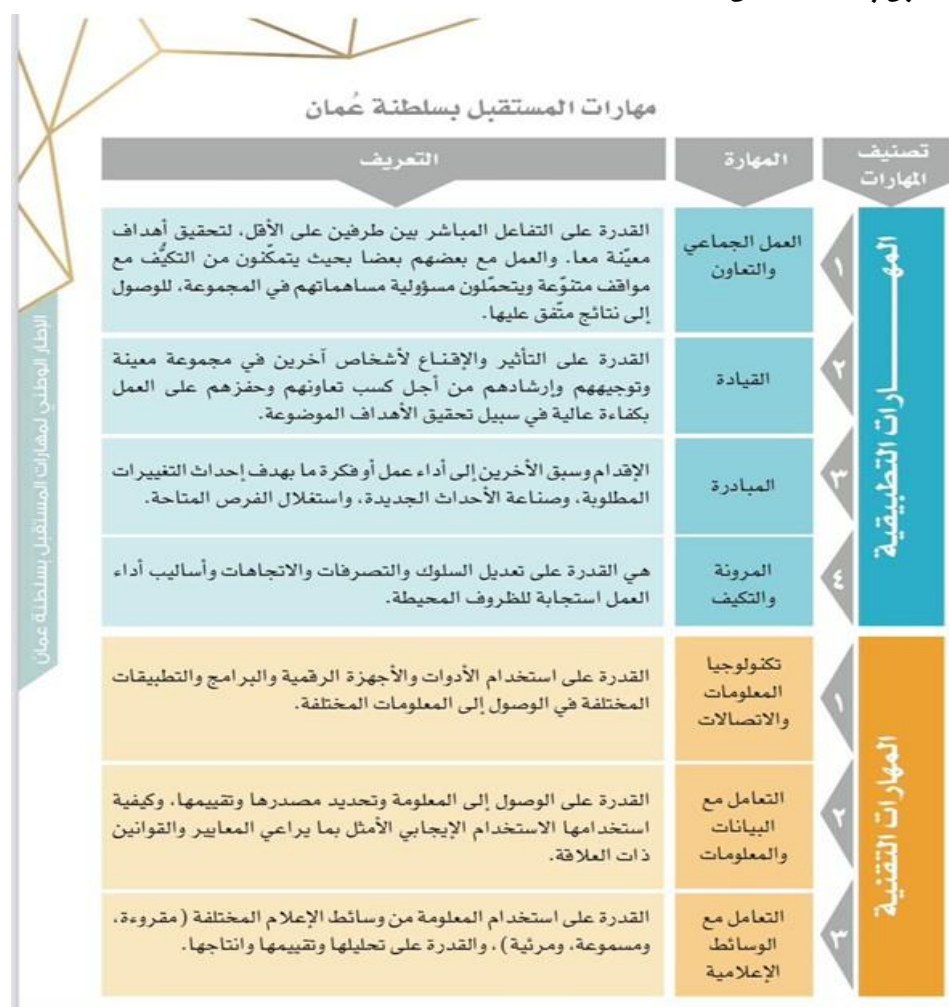 مهارات المستقبل بسلطنة عُمان
تصنيف
المهارات
المهارة
التعريف
المهـــارات التطبيقية
١
العمل الجماعي
والتعاون
القدرة على التفاعل المباشر بين طرفين على الأقل، لتحقيق أهداف
معيّنة معا. والعمل مع بعضهم بعضا بحيث يتمكّنون من التكيُّف مع
مواقف متنوّعة ويتحمّلون مسؤولية مساهماتهم في المجموعة، للوصول
إلى نتائج متّفق عليها.
٢
القيادة
القدرة على التأثير والإقناع لأشخاص آخرين في مجموعة معينة
وتوجيههم وإرشادهم من أجل كسب تعاونهم وحفزهم على العمل
بكفاءة عالية في سبيل تحقيق الأهداف الموضوعة.
٣
المبادرة
الإقدام وسبق الأخرين إلى أداء عمل أو فكرة ما بهدف إحداث التغييرات
المطلوبة، وصناعة الأحداث الجديدة، واستغلال الفرص المتاحة.
٤
المرونة
والتكيف
هي القدرة على تعديل السلوك والتصرفات والاتجاهات وأساليب أداء
العمل استجابة للظروف المحيطة.
المهارات التقنية
١
تكنولوجيا
المعلومات
والاتصالات
القدرة على استخدام الأدوات والأجهزة الرقمية والبرامج والتطبيقات
المختلفة في الوصول إلى المعلومات المختلفة.
٢
التعامل مع
البيانات
والمعلومات
القدرة على الوصول إلى المعلومة وتحديد مصدرها وتقييمها، وكيفية
استخدامها الاستخدام الإيجابي الأمثل بما يراعي المعايير والقوانين
ذات العلاقة.
٣
التعامل مع
الوسائط
الإعلامية
القدرة على استخدام المعلومة من وسائط الإعلام المختلفة (مقروءة،
ومسموعة، ومرئية)، والقدرة على تحليلها وتقييمها وانتاجها.
الإطار الوطني لمهارات المستقبل بسلطنة عمان